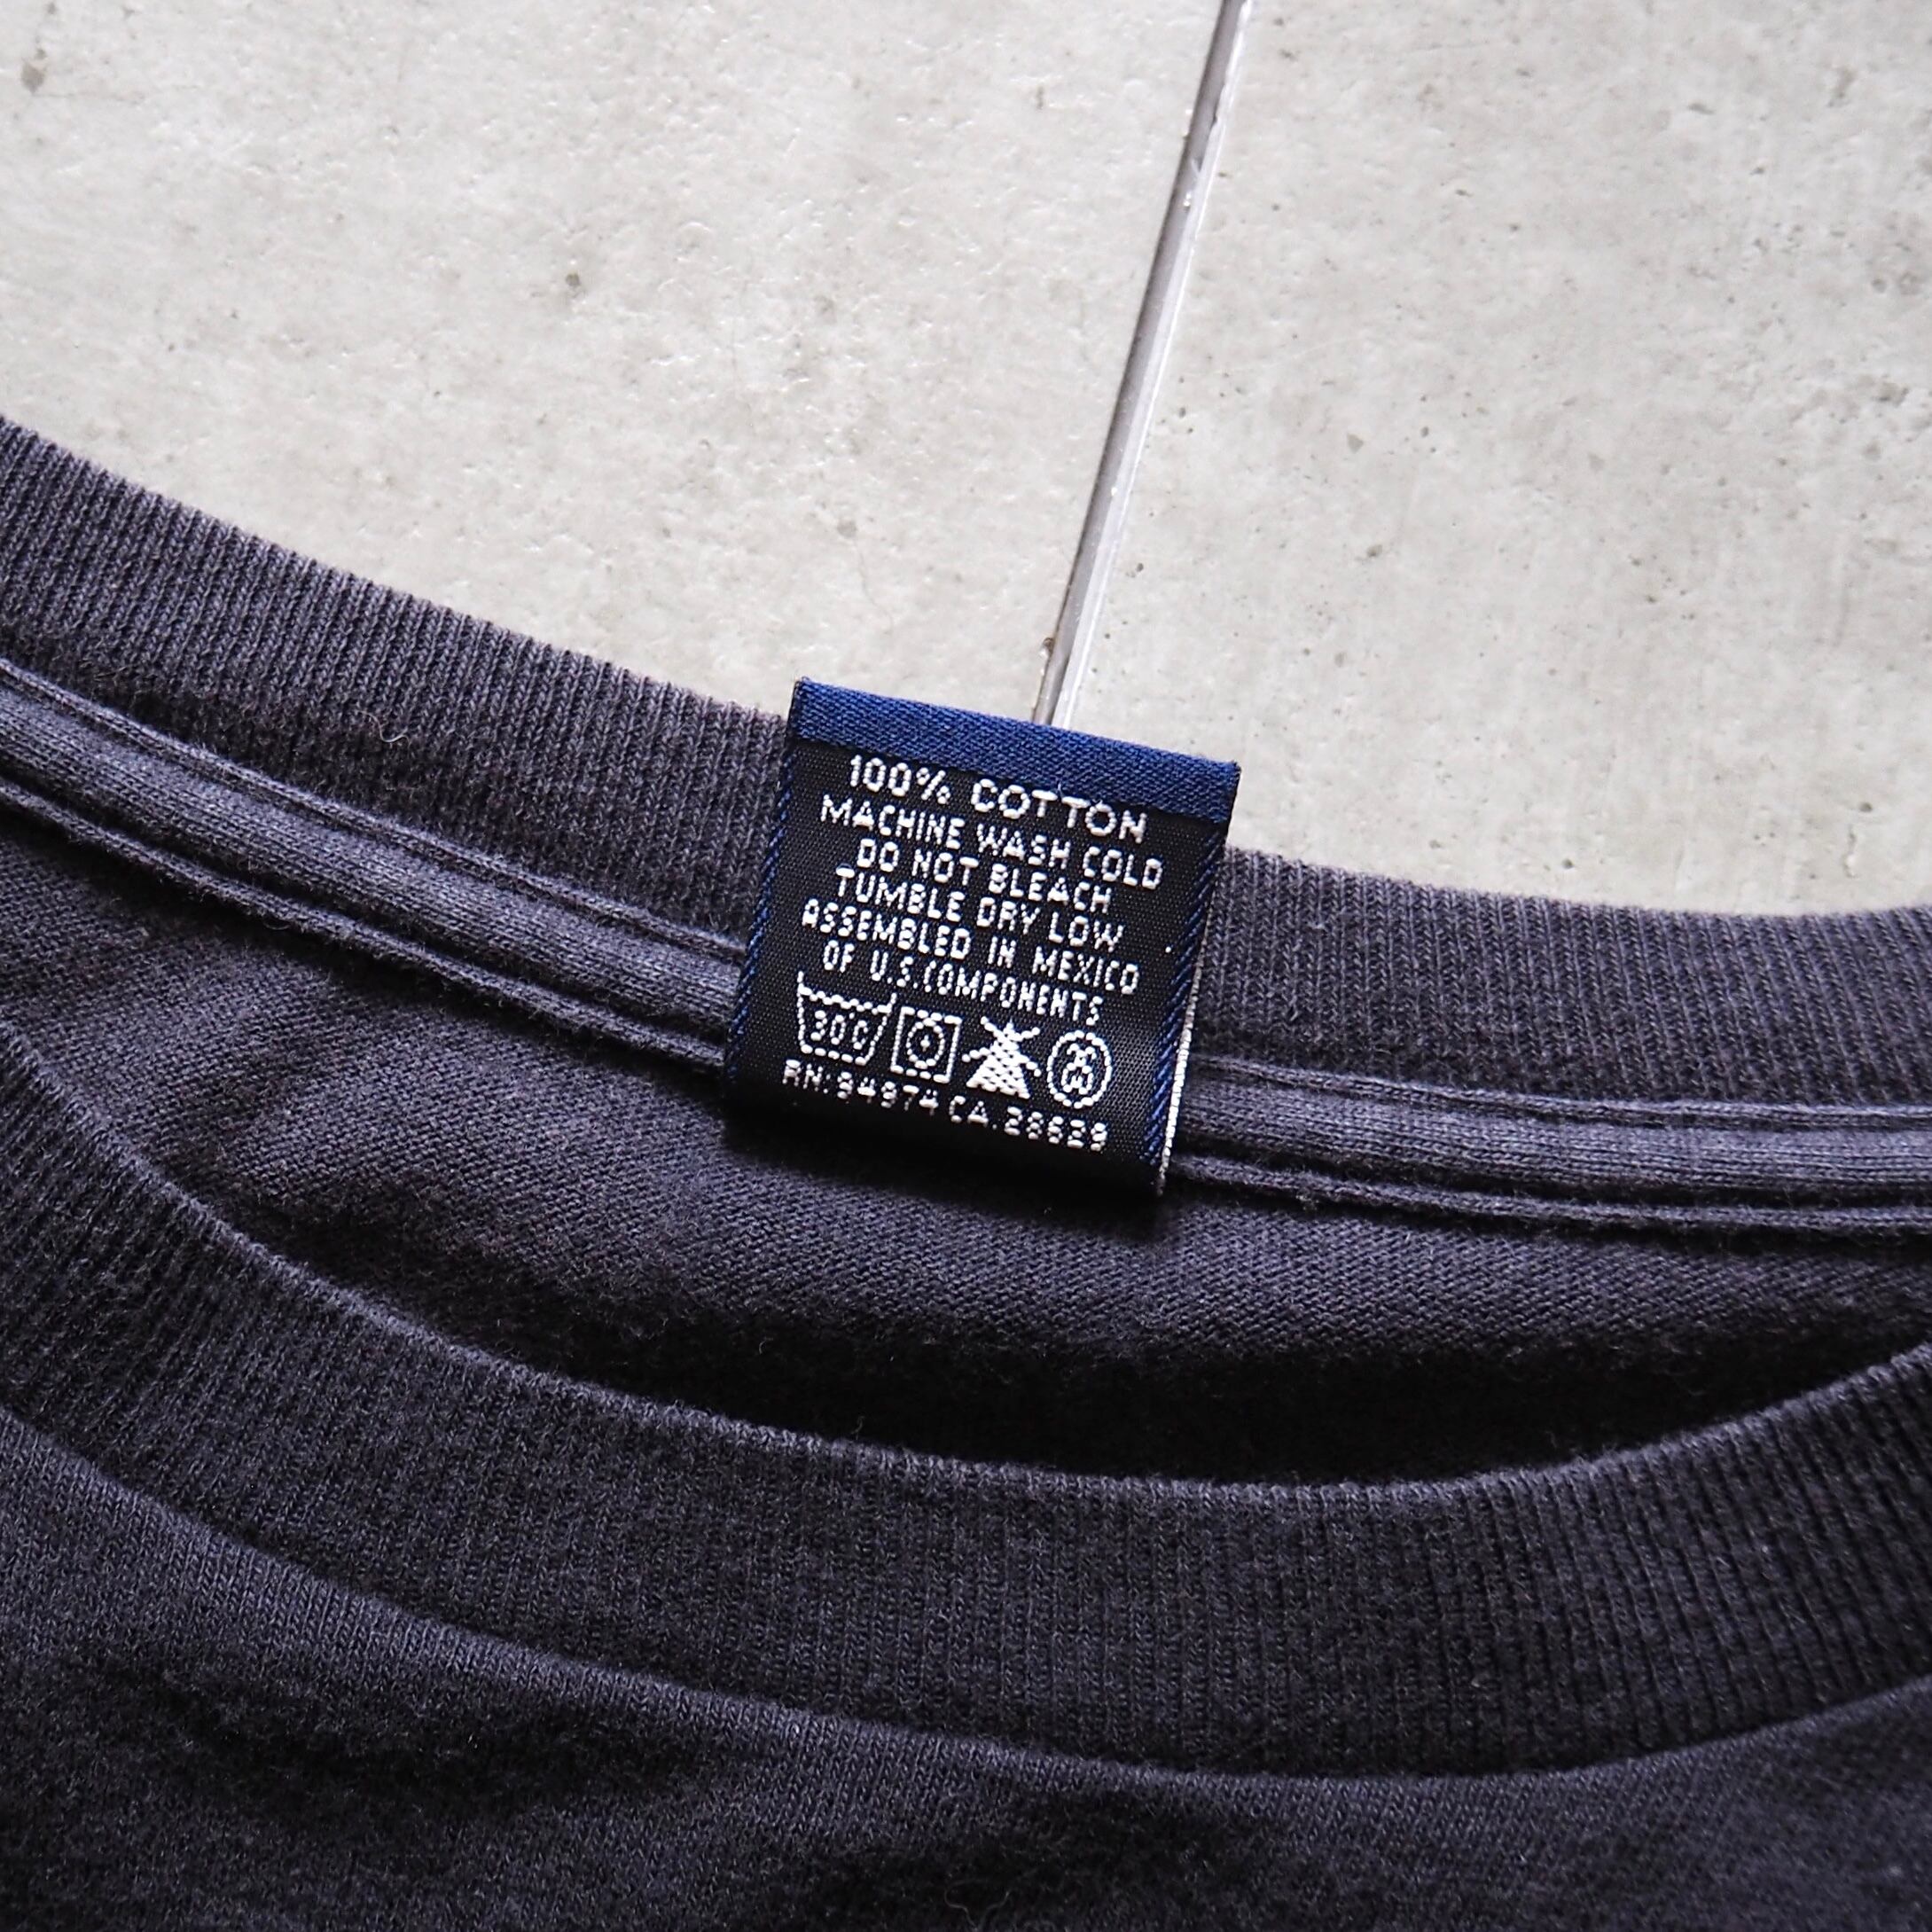 100% COTTON
MACHINE WASH COLD
DO NOT BLEACH
TUMBLE DRY LOW
ASSEMBLED IN MEXICO
OF U.S.COMPONENTS
30C
RN:94974 CA.28629